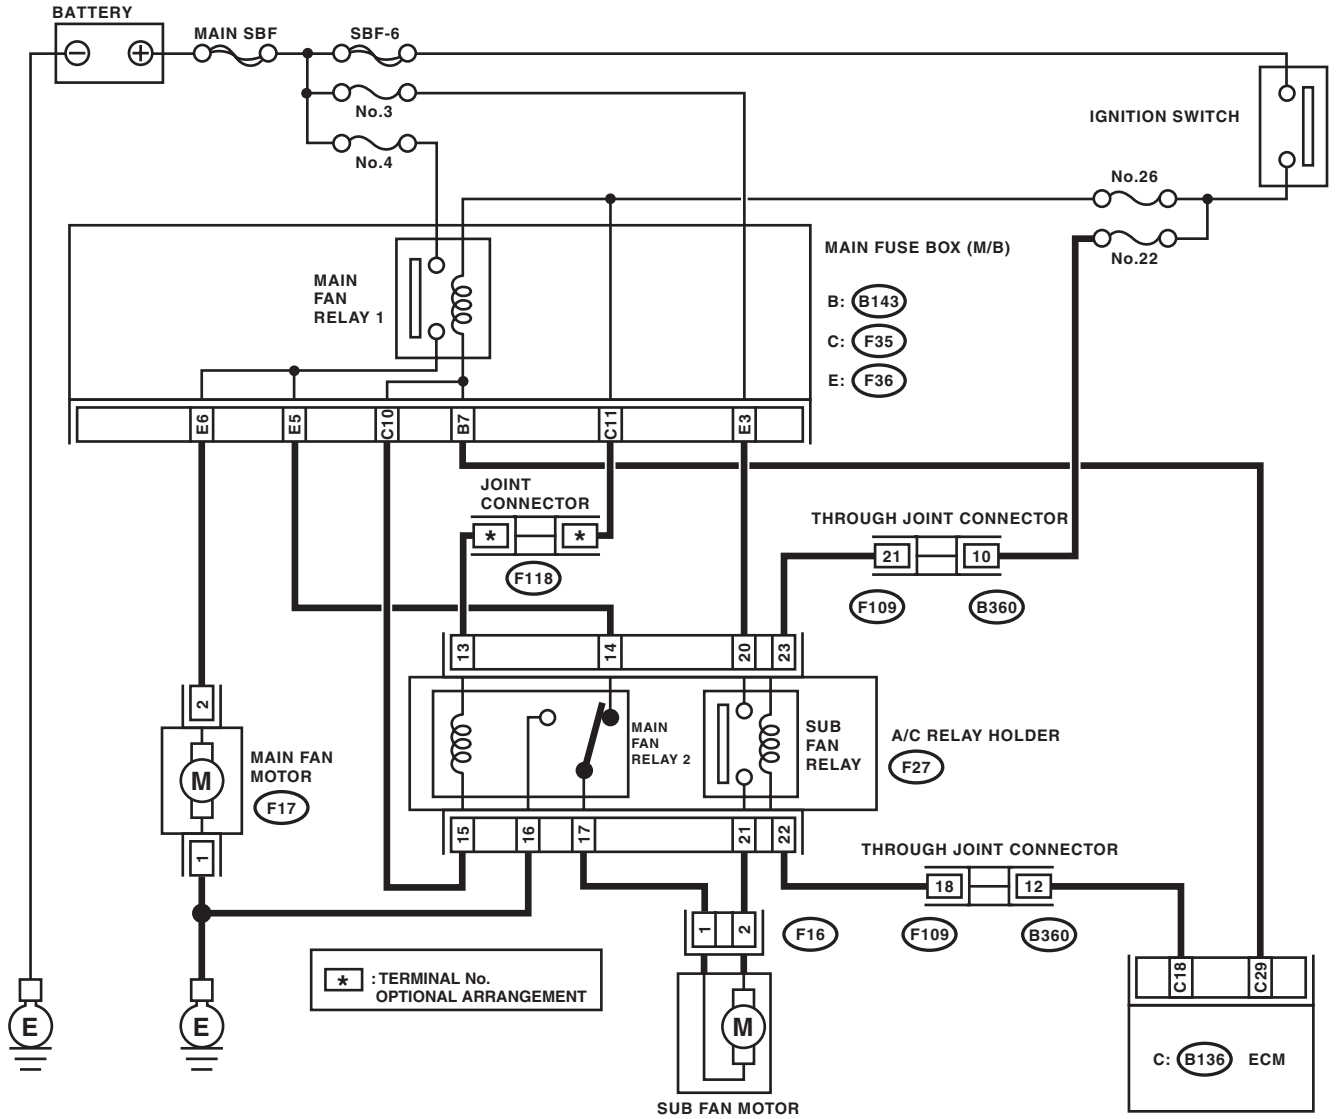 BATTERY
MAIN SBF
SBF-6
No.3
No.4
IGNITION SWITCH
No.26
No.22
MAIN FUSE BOX (M/B)
B: B143
C: F35
E: F36
MAIN
FAN
RELAY 1
E6
E5
C10
B7
C11
E3
JOINT
CONNECTOR
* *
F118
THROUGH JOINT CONNECTOR
21 10
F109 B360
13
14
20
23
MAIN
FAN
RELAY 2
SUB
FAN
RELAY
A/C RELAY HOLDER
F27
2
M
MAIN FAN
MOTOR
F17
1
15
16
17
21
22
THROUGH JOINT CONNECTOR
18 12
F109 B360
1 2
F16
* : TERMINAL No.
OPTIONAL ARRANGEMENT
E
E
M
SUB FAN MOTOR
C18
C29
C: B136 ECM